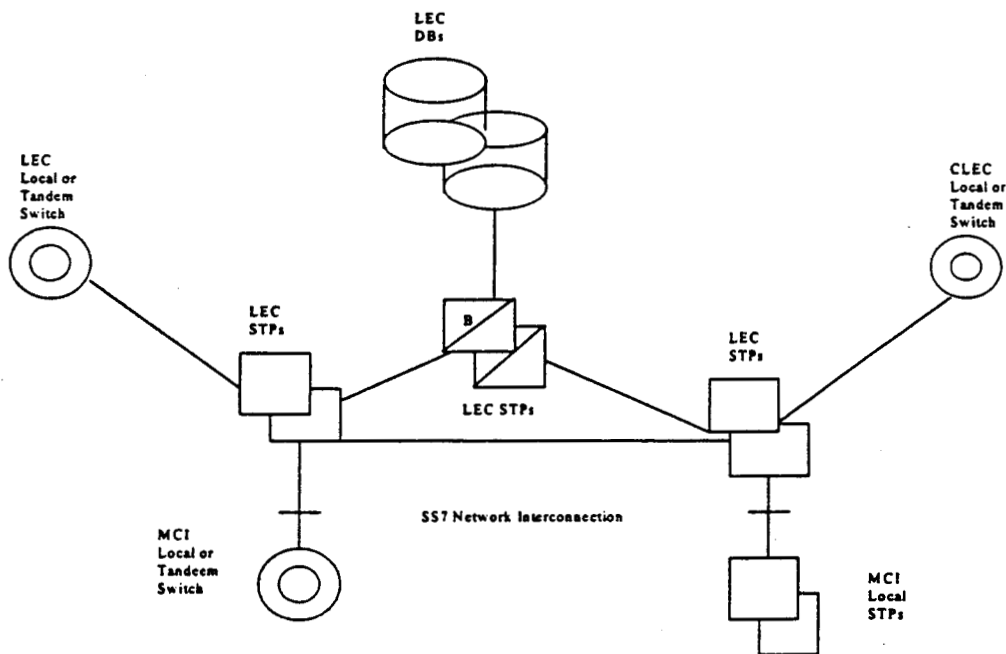 LEC
DBs
LEC
Local or
Tandem
Switch
CLEC
Local or
Tandem
Switch
LEC
STPs
B
LEC STPs
LEC
STPs
SS7 Network Interconnection
MCI
Local or
Tandeem
Switch
MCI
Local
STPs